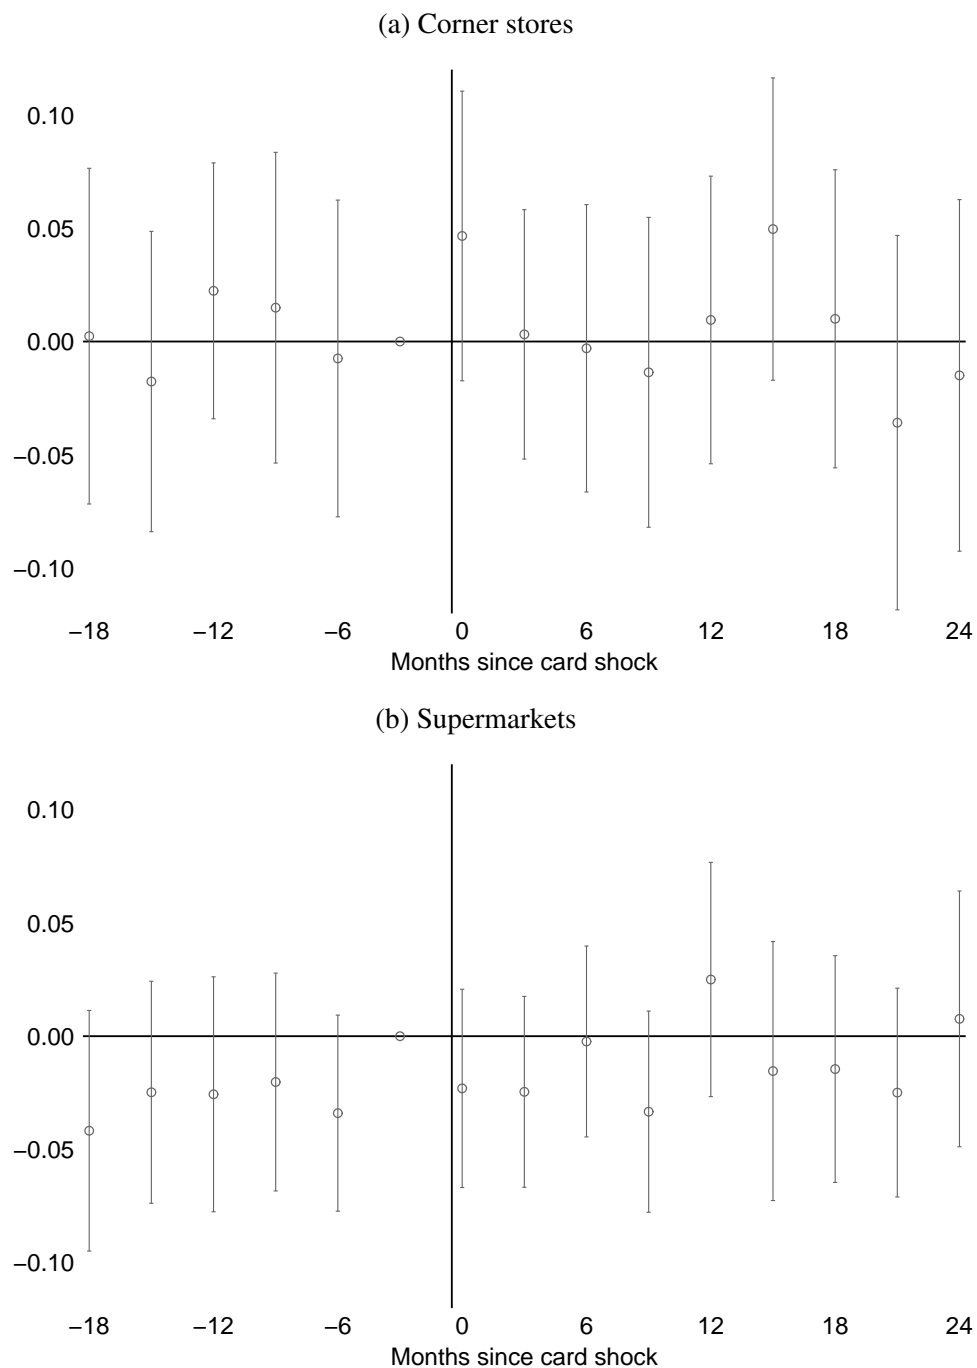 (a) Corner stores
0.10
0.05
0.00
−0.05
−0.10
−18 −12 −6 0 6 12 18 24
Months since card shock
(b) Supermarkets
0.10
0.05
0.00
−0.05
−0.10
−18 −12 −6 0 6 12 18 24
Months since card shock